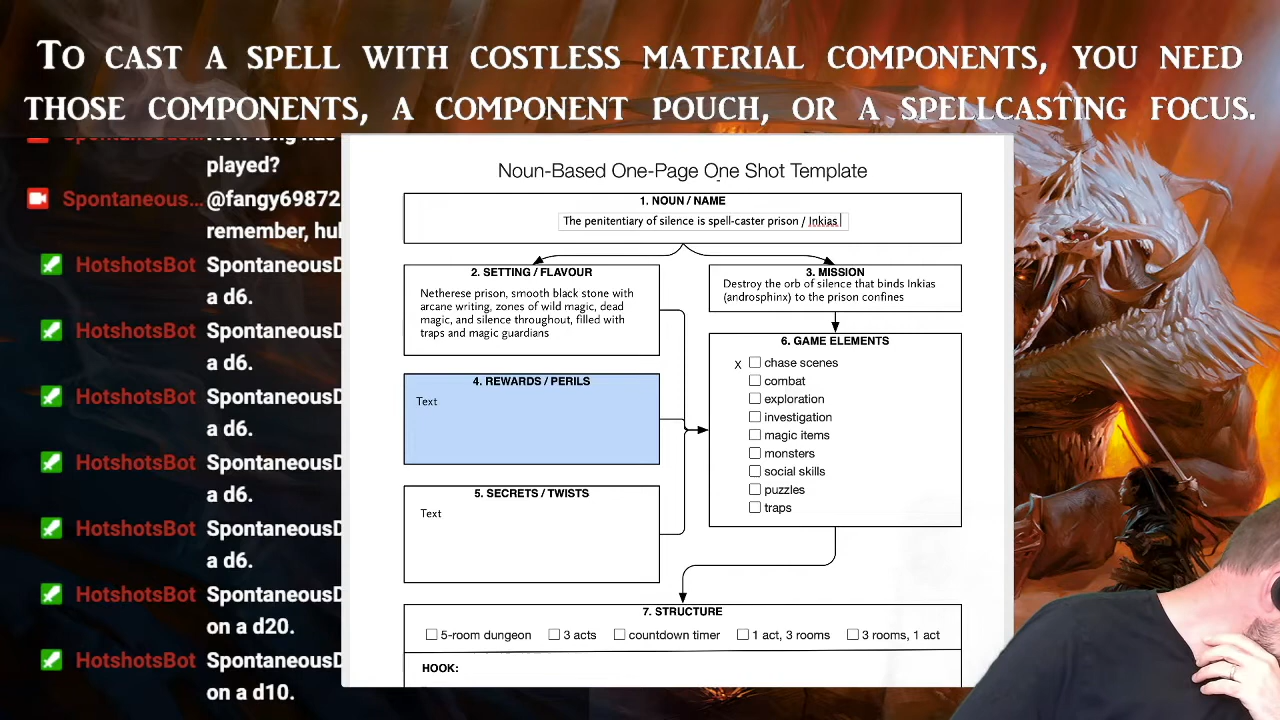 To cast a spell with costless material components, you need
those components, a component pouch, or a spellcasting focus.
played?
Spontaneous... @fangy69872
remember,
HotshotsBot
a d6.
HotshotsBot
a d6.
HotshotsBot
a d6.
HotshotsBot
a d6.
HotshotsBot
a d6.
HotshotsBot
on a d20.
HotshotsBot
on a d10.
Noun-Based One-Page One Shot Template
1. NOUN / NAME
The penitentiary of silence is spell-caster prison / Inkias
2. SETTING / FLAVOUR
Netherese prison, smooth black stone with
arcane writing, zones of wild magic, dead
magic, and silence throughout, filled with
traps and magic guardians
3. MISSION
Destroy the orb of silence that binds Inkias
(androsphinx) to the prison confines
4. REWARDS / PERILS
Text
5. SECRETS / TWISTS
Text
6. GAME ELEMENTS
X chase scenes
combat
exploration
investigation
magic items
monsters
social skills
puzzles
traps
7. STRUCTURE
5-room dungeon 3 acts countdown timer 1 act, 3 rooms 3 rooms, 1 act
HOOK: